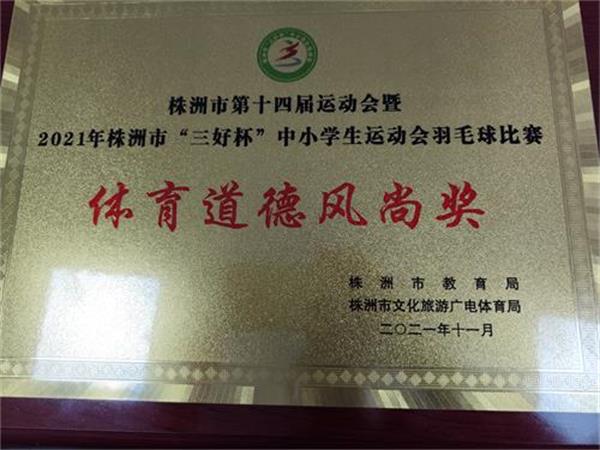 株洲市第十四届运动会暨
2021年株洲市“三好杯”中小学生运动会羽毛球比赛
体育道德风尚奖
株洲市教育局
株洲市文化旅游广电体育局
二〇二一年十一月